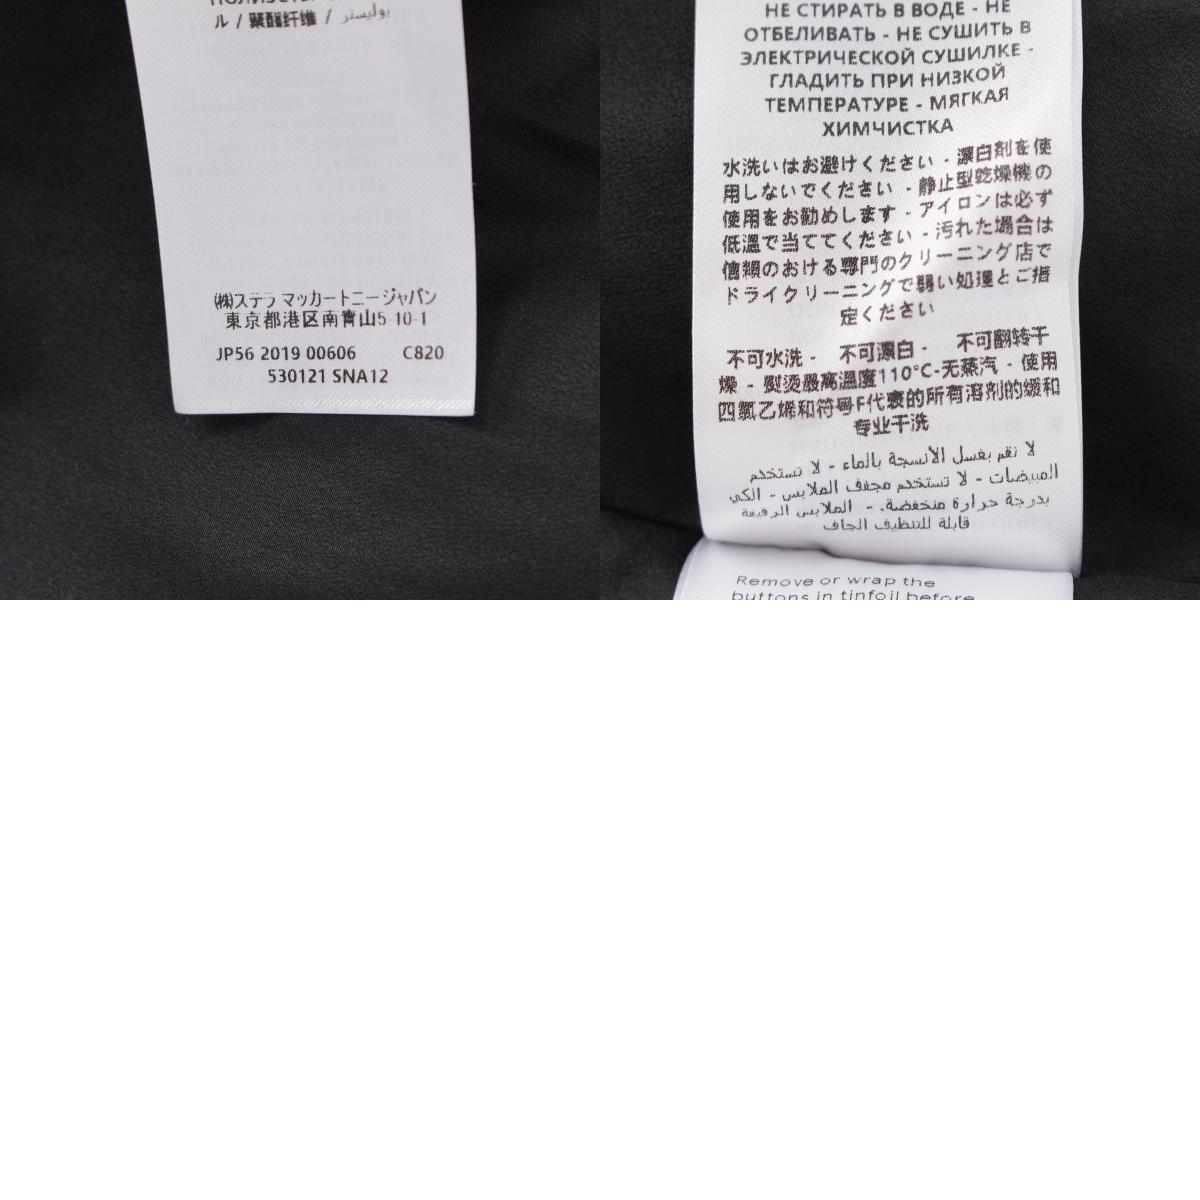 ル / 聚酯纤维 / بوليستر
㈱ステラ マッカートニージャパン
東京都港区南青山5-10-1
JP56 2019 00606 C820
530121 SNA12
НЕ СТИРАТЬ В ВОДЕ - НЕ
ОТБЕЛИВАТЬ - НЕ СУШИТЬ В
ЭЛЕКТРИЧЕСКОЙ СУШИЛКЕ -
ГЛАДИТЬ ПРИ НИЗКОЙ
ТЕМПЕРАТУРЕ - МЯГКАЯ
ХИМЧИСТКА
水洗いはお避けください - 漂白剤を使
用しないでください - 静止型乾燥機の
使用をお勧めします - アイロンは必ず
低温で当ててください - 汚れた場合は
信頼のおける専門のクリーニング店で
ドライクリーニングで弱い処理とご指
定ください
不可水洗 - 不可漂白 - 不可翻转干
燥 - 熨烫最高温度110°C-无蒸汽 - 使用
四氯乙烯和符号F代表的所有溶剂的缓和
专业干洗
لا تقم بغسل الأنسجة بالماء - لا تستخدم
المبيضات - لا تستخدم مجفف الملابس - الكي
بدرجة حرارة منخفضة. - الملابس الرقيقة
قابلة للتنظيف الجاف
Remove or wrap the
buttons in tinfoil before